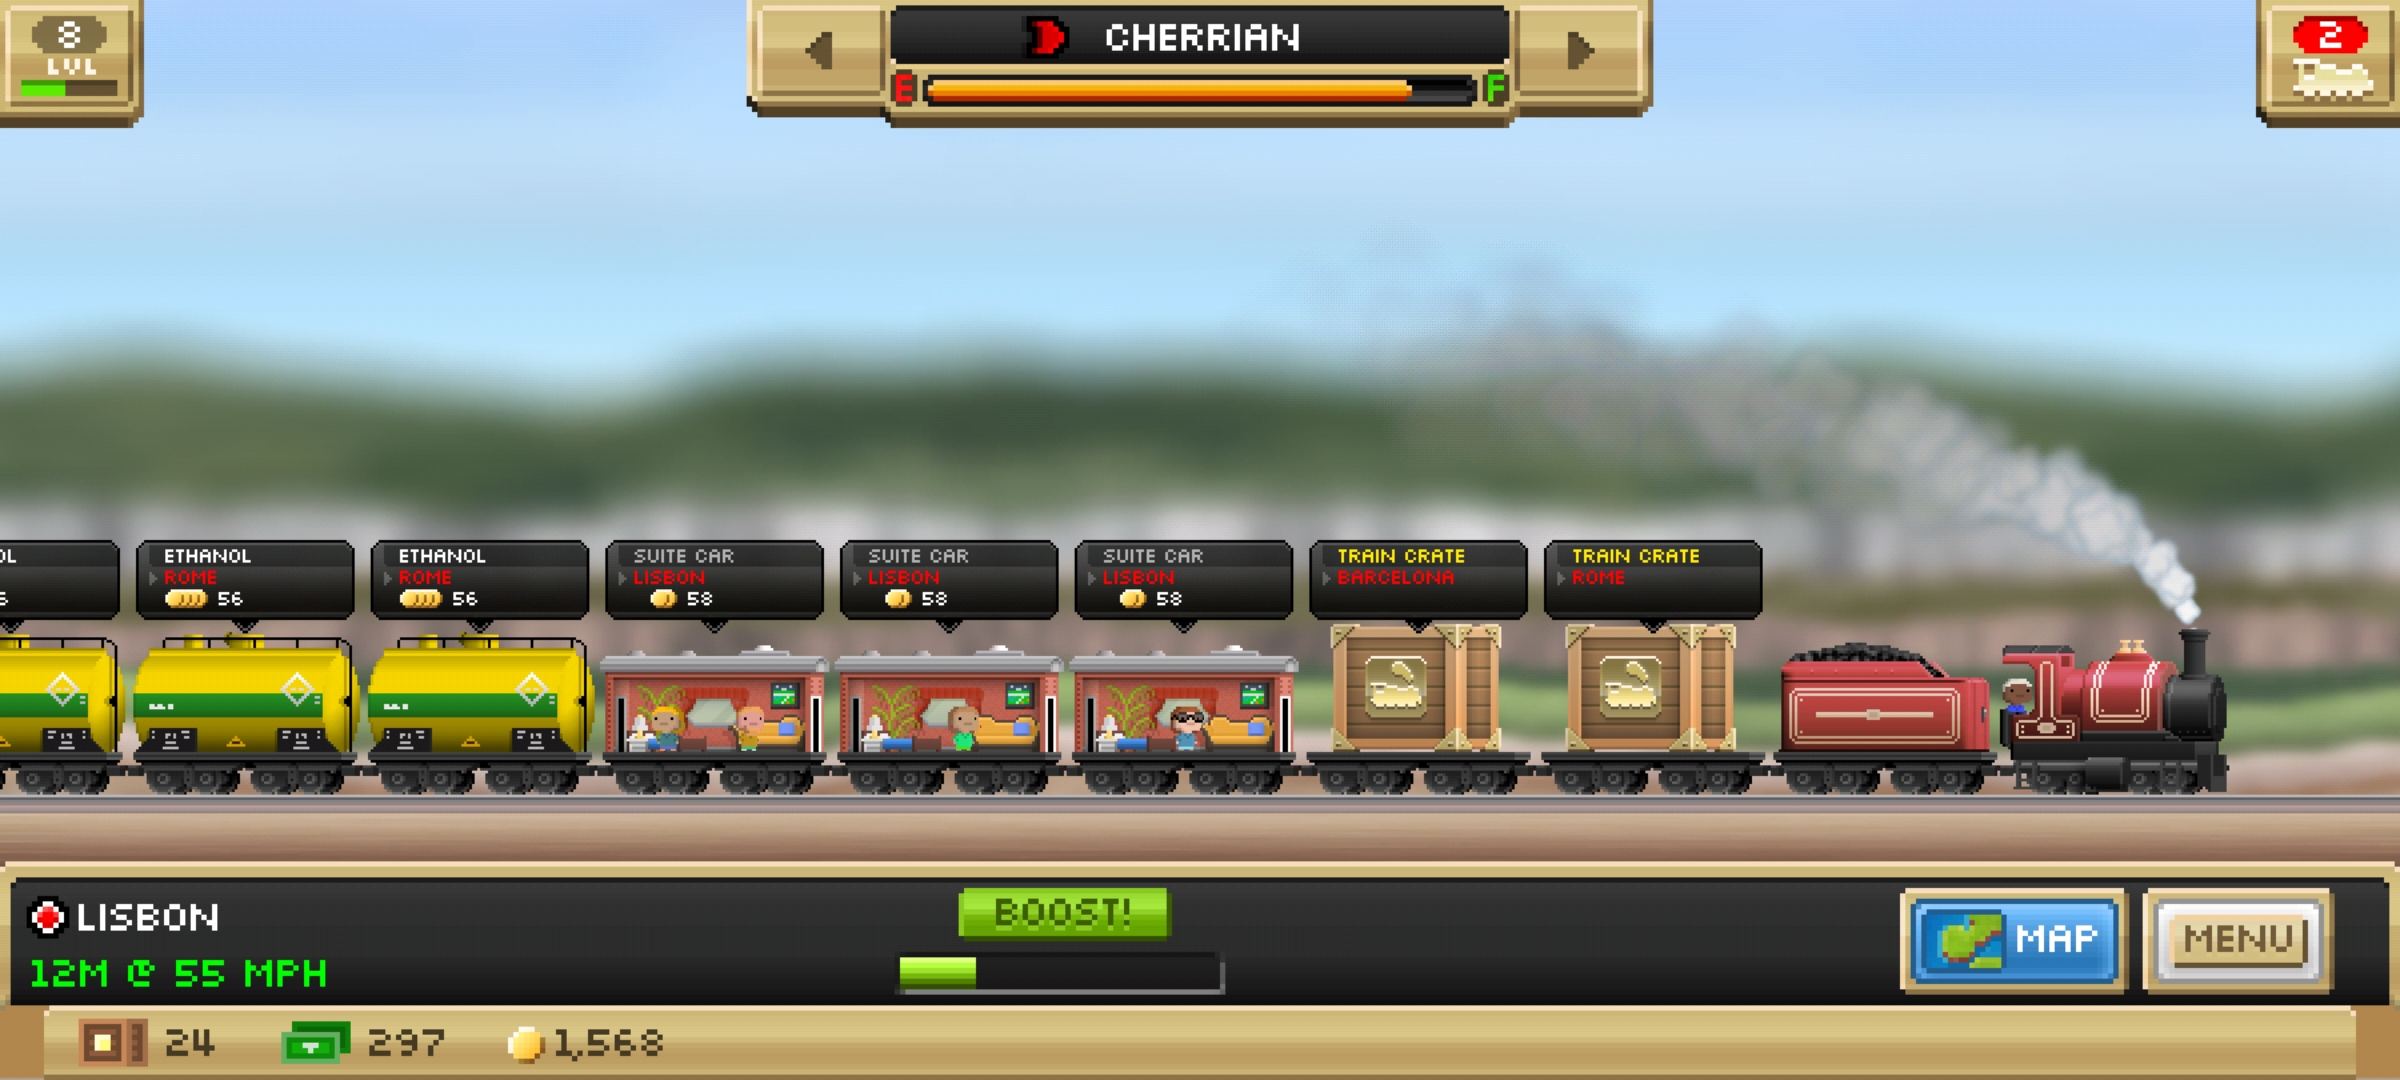 8
LVL
CHERRIAN
E F
2
OL
ETHANOL
ROME
56
ETHANOL
ROME
56
SUITE CAR
LISBON
58
SUITE CAR
LISBON
58
SUITE CAR
LISBON
58
TRAIN CRATE
BARCELONA
TRAIN CRATE
ROME
LISBON
12M @ 55 MPH
BOOST!
MAP
MENU
24
297
1,568